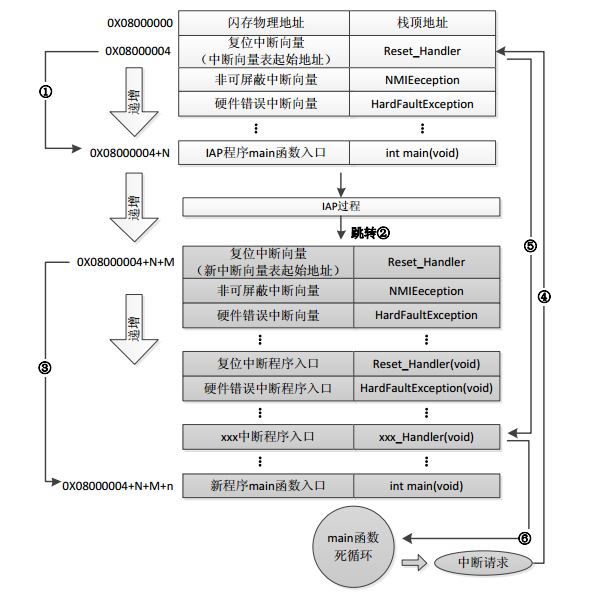 0X08000000
闪存物理地址
栈顶地址
0X08000004
复位中断向量
（中断向量表起始地址）
Reset_Handler
①
递增
非可屏蔽中断向量
NMIEeception
硬件错误中断向量
HardFaultException
0X08000004+N
IAP程序main函数入口
int main(void)
递增
IAP过程
跳转②
⑤
0X08000004+N+M
复位中断向量
（新中断向量表起始地址）
Reset_Handler
④
非可屏蔽中断向量
NMIEeception
递增
硬件错误中断向量
HardFaultException
③
复位中断程序入口
Reset_Handler(void)
硬件错误中断程序入口
HardFaultException(void)
xxx中断程序入口
xxx_Handler(void)
0X08000004+N+M+n
新程序main函数入口
int main(void)
⑥
main函数
死循环
中断请求